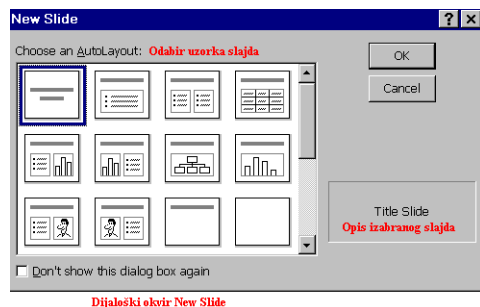 New Slide
Choose an AutoLayout: Odabir uzorka slajda
OK
Cancel
Title Slide
Opis izabranog slajda
Don't show this dialog box again
Dijaloški okvir New Slide